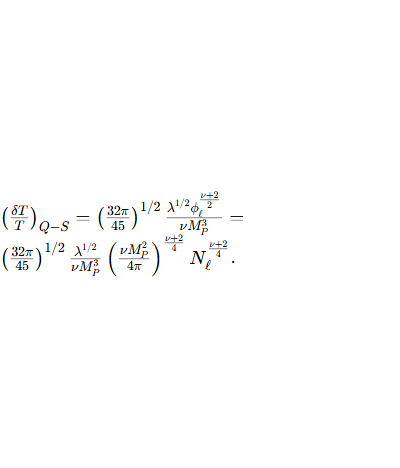 $\left(\frac{\delta T}{T}\right)_{Q-S} = \left(\frac{32\pi}{45}\right)^{1/2} \frac{\lambda^{1/2}\phi_\ell^{\frac{\nu+2}{2}}}{\nu M_P^3} =$
$\left(\frac{32\pi}{45}\right)^{1/2} \frac{\lambda^{1/2}}{\nu M_P^3} \left(\frac{\nu M_P^2}{4\pi}\right)^{\frac{\nu+2}{4}} N_\ell^{\frac{\nu+2}{4}}.$